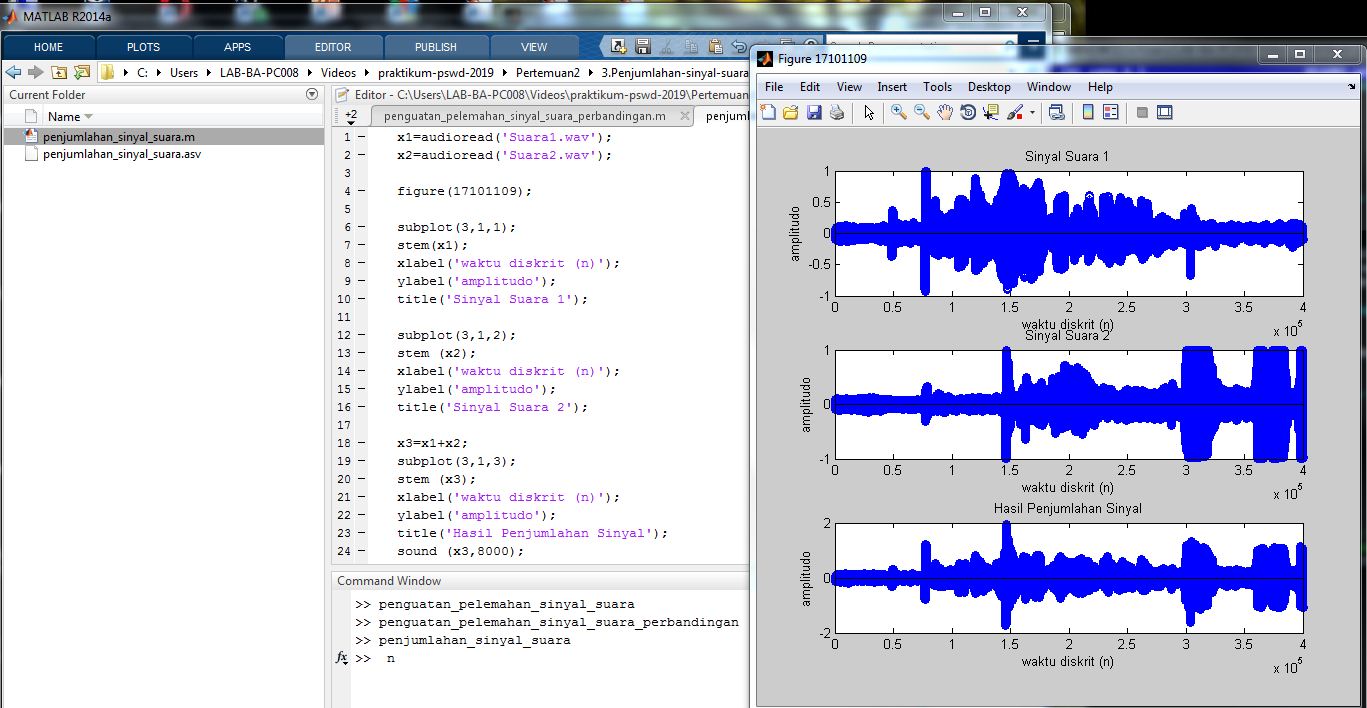 MATLAB R2014a
HOME PLOTS APPS EDITOR PUBLISH VIEW
C: Users LAB-BA-PC008 Videos praktikum-pswd-2019 Pertemuan2 3.Penjumlahan-sinyal-suara
Current Folder
Name
penjumlahan_sinyal_suara.m
penjumlahan_sinyal_suara.asv
Editor - C:\Users\LAB-BA-PC008\Videos\praktikum-pswd-2019\Pertemuan
+2 penguatan_pelemahan_sinyal_suara_perbandingan.m penjuml
1 – x1=audioread('Suara1.wav');
2 – x2=audioread('Suara2.wav');
3
4 – figure(17101109);
5
6 – subplot(3,1,1);
7 – stem(x1);
8 – xlabel('waktu diskrit (n)');
9 – ylabel('amplitudo');
10 – title('Sinyal Suara 1');
11
12 – subplot(3,1,2);
13 – stem (x2);
14 – xlabel('waktu diskrit (n)');
15 – ylabel('amplitudo');
16 – title('Sinyal Suara 2');
17
18 – x3=x1+x2;
19 – subplot(3,1,3);
20 – stem (x3);
21 – xlabel('waktu diskrit (n)');
22 – ylabel('amplitudo');
23 – title('Hasil Penjumlahan Sinyal');
24 – sound (x3,8000);
Command Window
>> penguatan_pelemahan_sinyal_suara
>> penguatan_pelemahan_sinyal_suara_perbandingan
>> penjumlahan_sinyal_suara
fx >> n
Figure 17101109
File Edit View Insert Tools Desktop Window Help
Sinyal Suara 1
amplitudo
1
0.5
0
-0.5
-1
0 0.5 1 1.5 2 2.5 3 3.5 4
waktu diskrit (n)
x 10^5
Sinyal Suara 2
amplitudo
1
0
-1
0 0.5 1 1.5 2 2.5 3 3.5 4
waktu diskrit (n)
x 10^5
Hasil Penjumlahan Sinyal
amplitudo
2
0
-2
0 0.5 1 1.5 2 2.5 3 3.5 4
waktu diskrit (n)
x 10^5